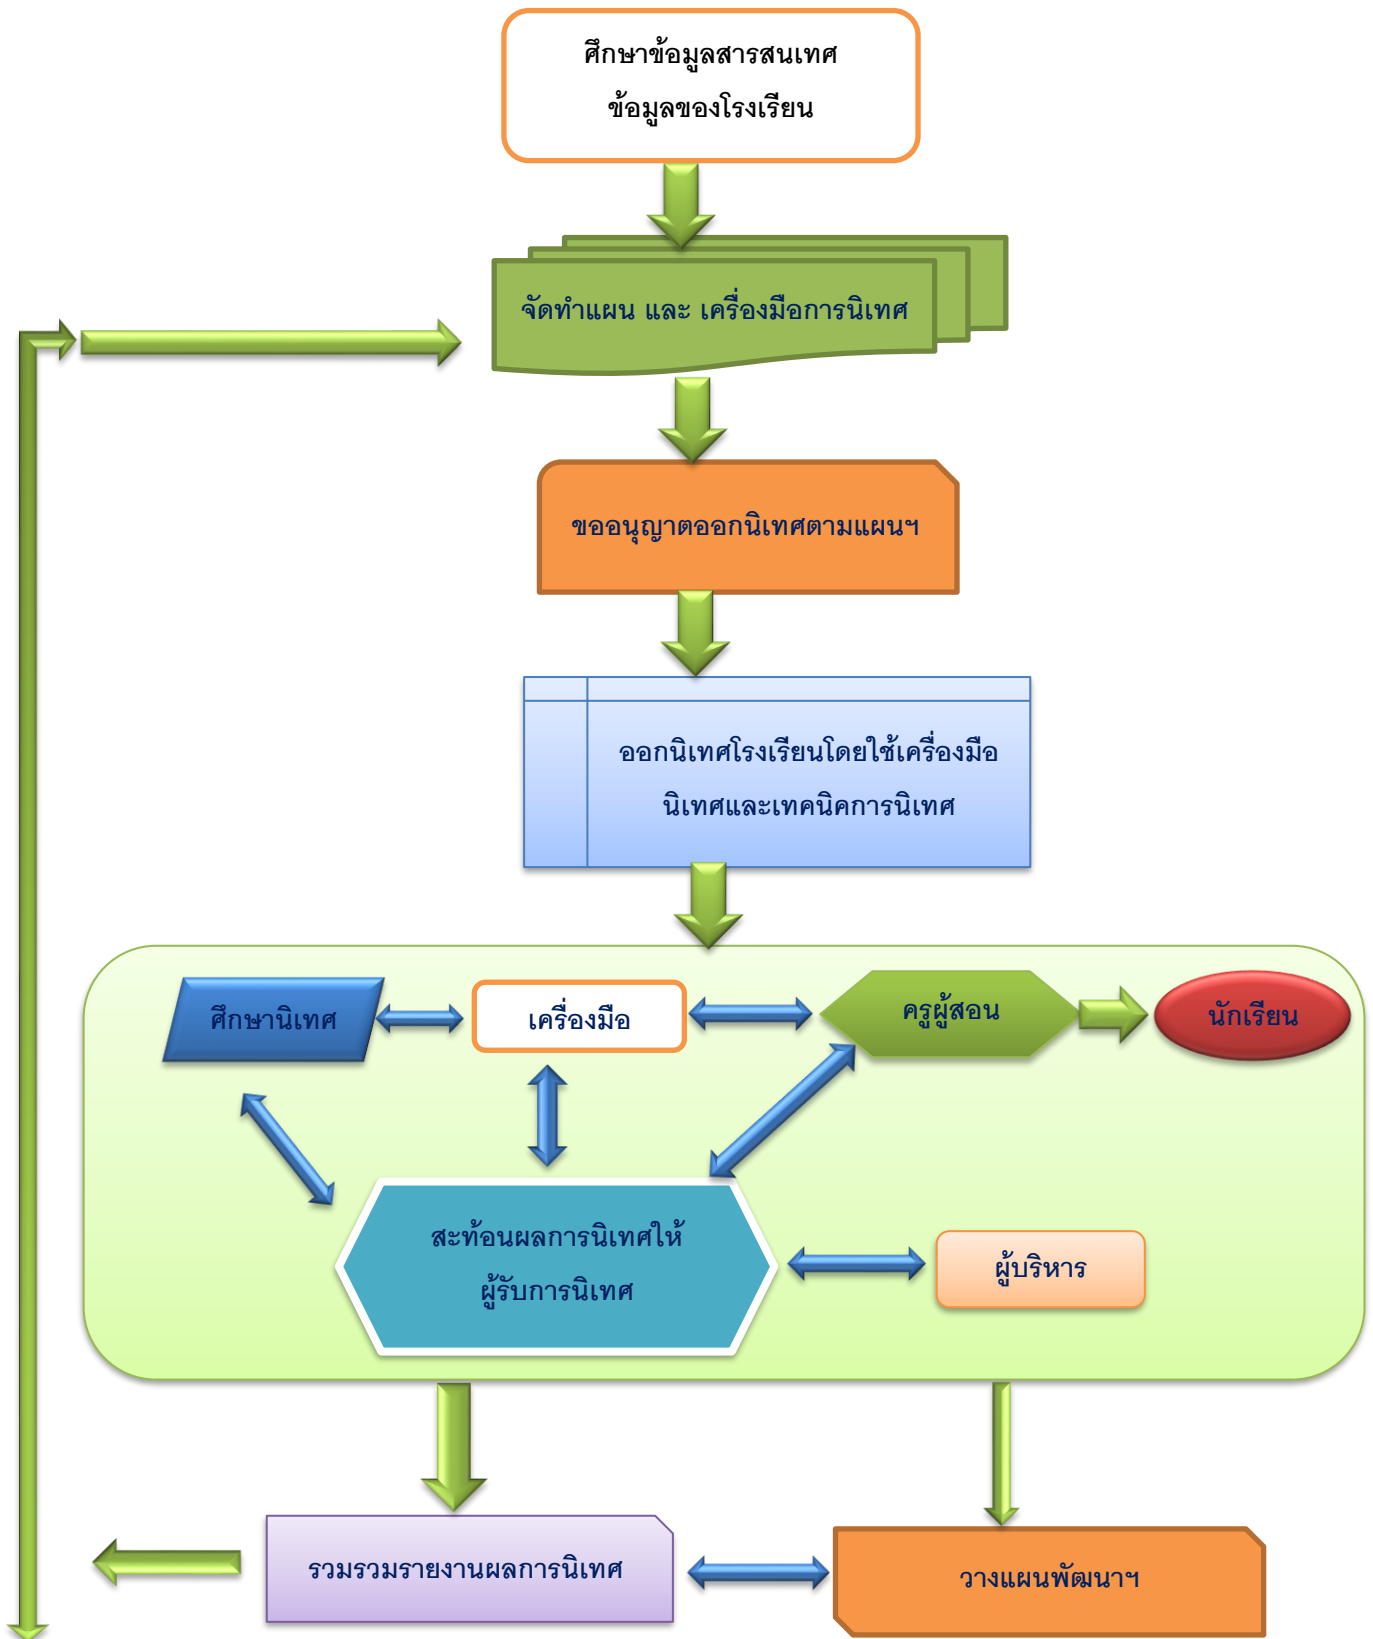 ศึกษาข้อมูลสารสนเทศ
ข้อมูลของโรงเรียน
จัดทำแผน และ เครื่องมือการนิเทศ
ขออนุญาตออกนิเทศตามแผนฯ
ออกนิเทศโรงเรียนโดยใช้เครื่องมือ
นิเทศและเทคนิคการนิเทศ
ศึกษานิเทศ
เครื่องมือ
ครูผู้สอน
นักเรียน
สะท้อนผลการนิเทศให้
ผู้รับการนิเทศ
ผู้บริหาร
รวมรวมรายงานผลการนิเทศ
วางแผนพัฒนาฯ